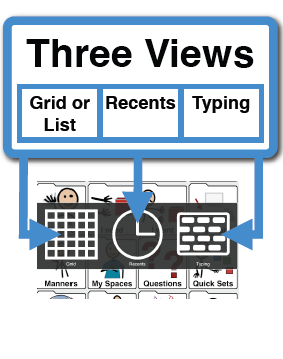 Three Views
Grid or
List
Recents
Typing
Grid
Recents
Typing
Manners
My Spaces
Questions
Quick Sets